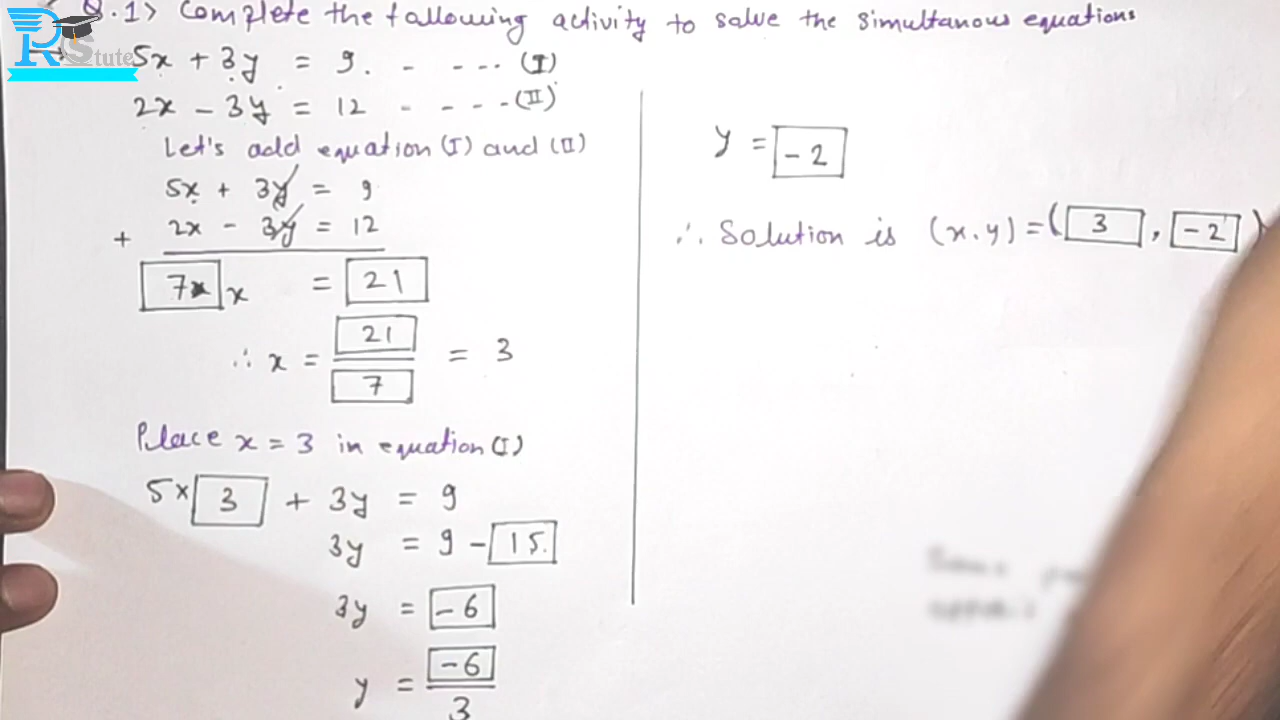 Q.1> Complete the following activity to solve the simultanous equations
RStute
→ 5x + 3y = 9. - - - - (I)
2x - 3y = 12 - - - - (II)
Let's add equation (I) and (II)
5x + 3y = 9
+ 2x - 3y = 12
7x x = 21
∴ x = 21
7
= 3
Place x = 3 in equation (I)
5 × 3 + 3y = 9
3y = 9 - 15.
3y = -6
y = -6
3
y = -2
∴ Solution is (x,y) = (3, -2)